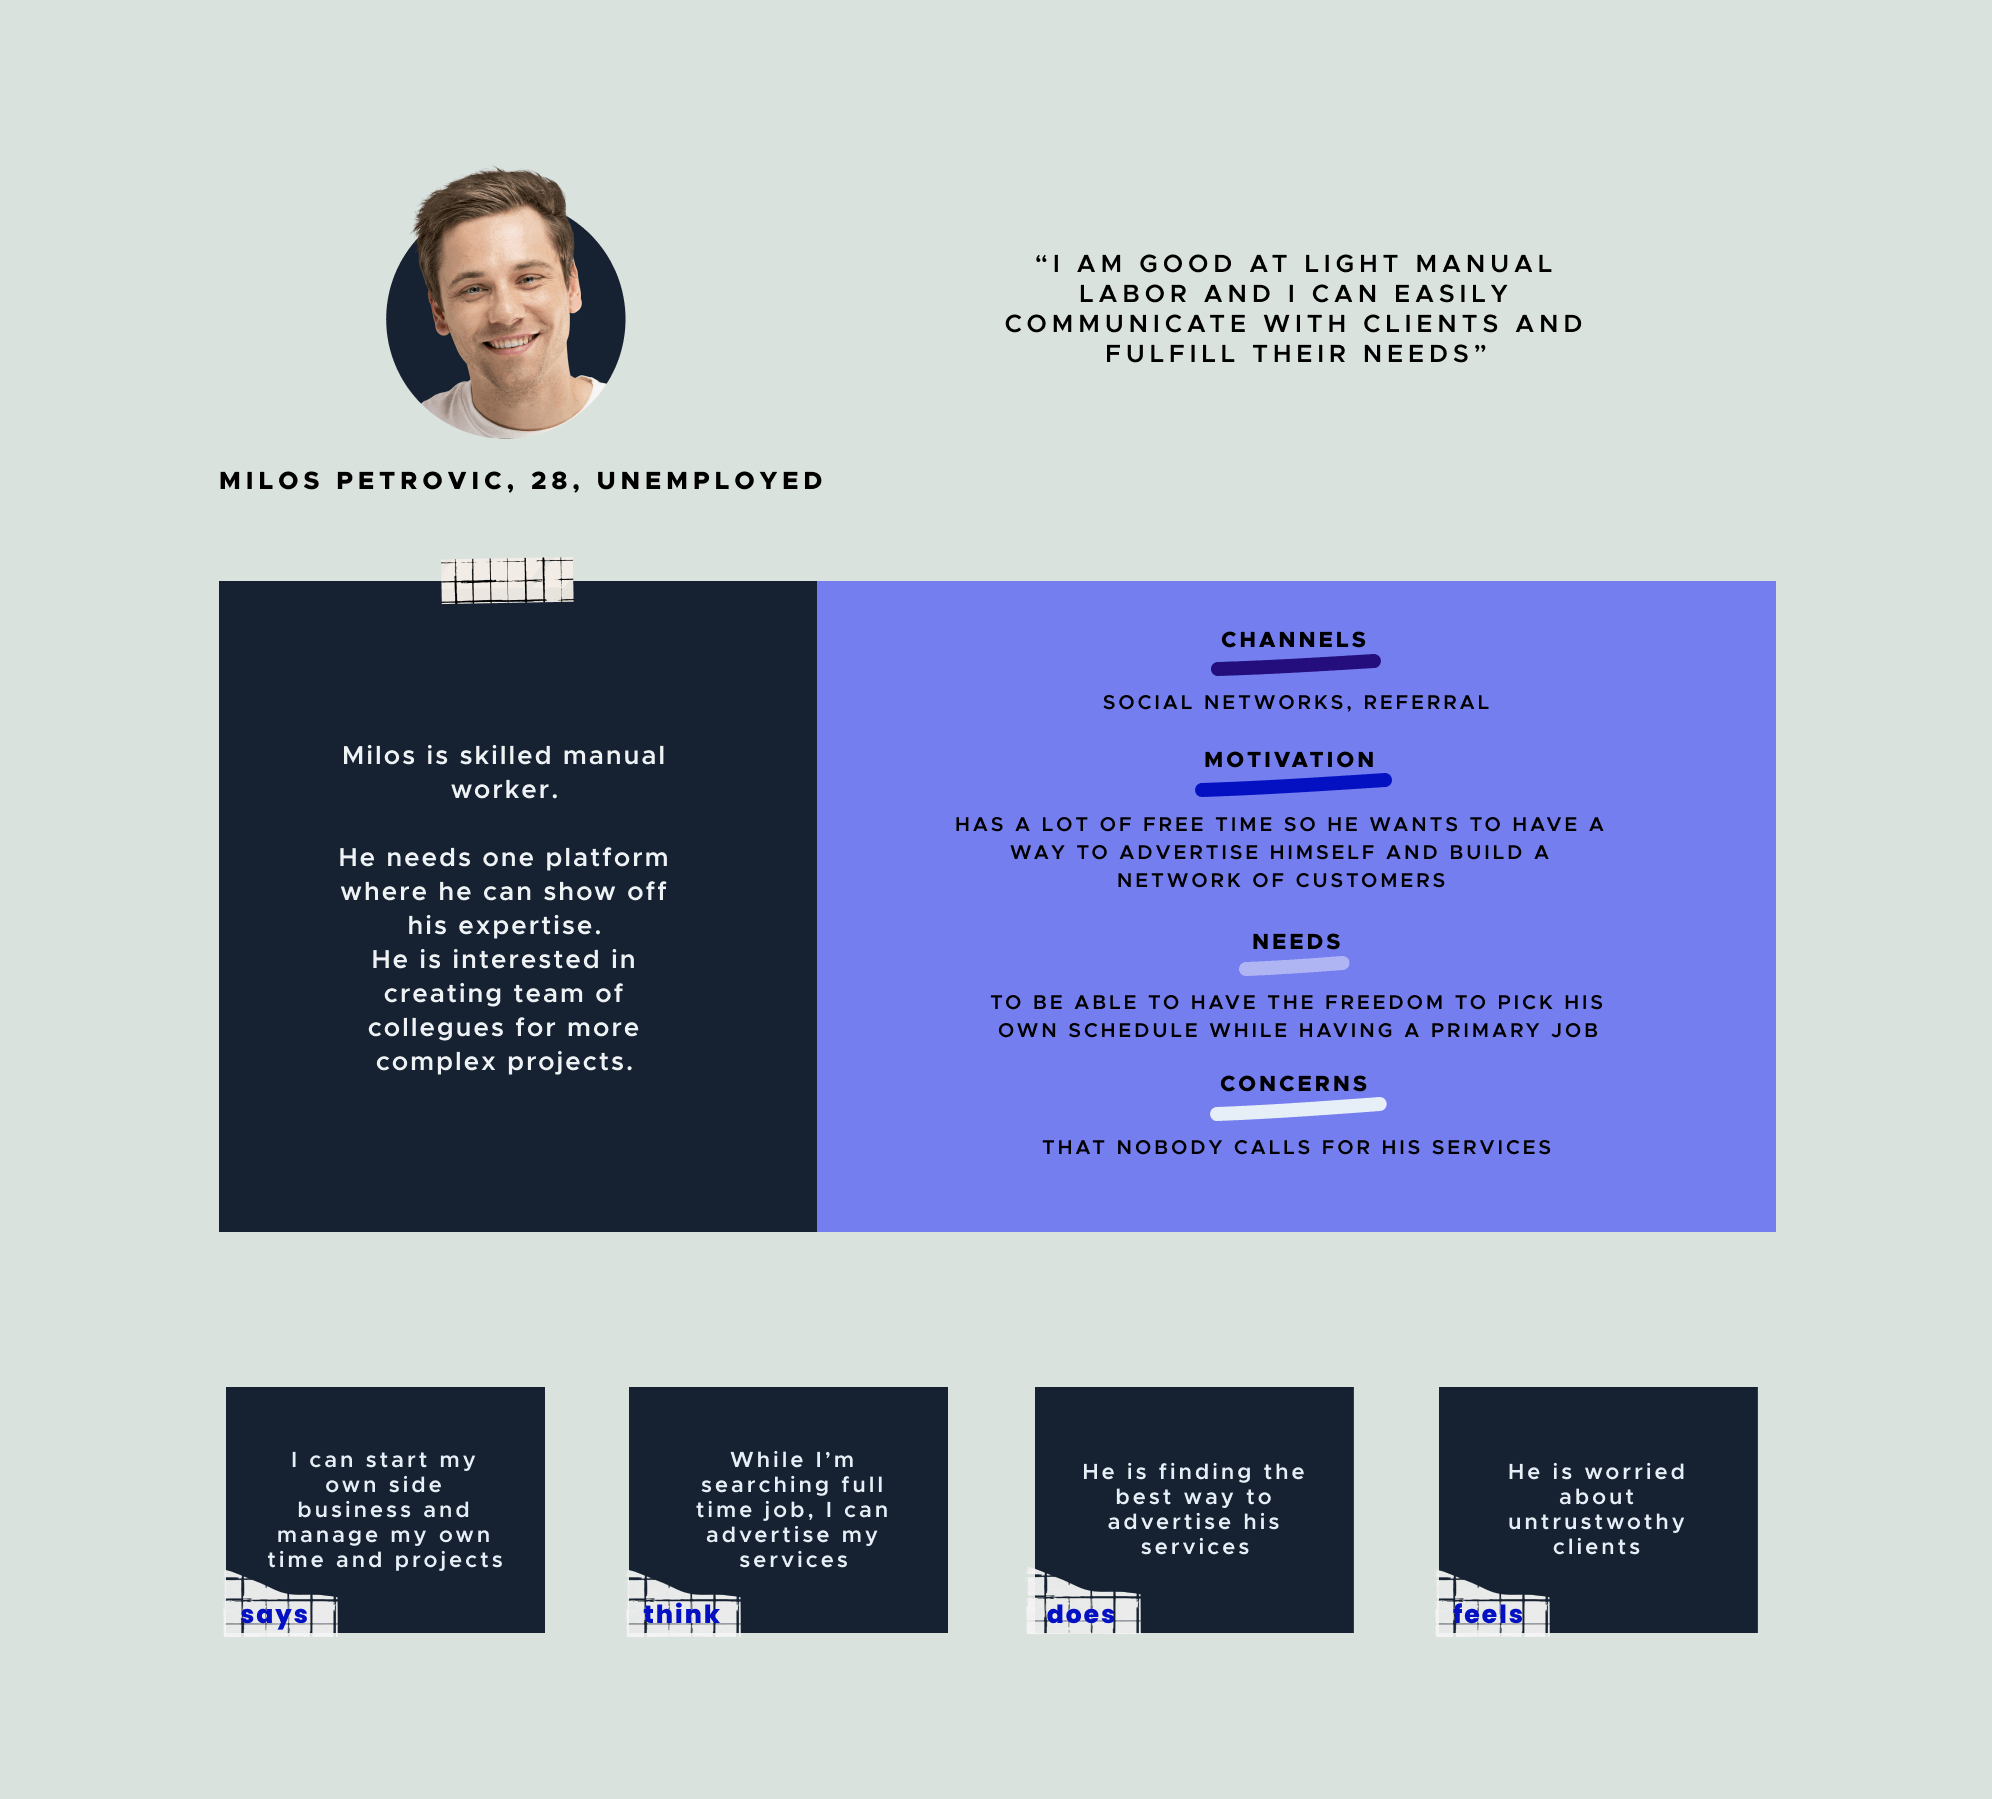 “I AM GOOD AT LIGHT MANUAL
LABOR AND I CAN EASILY
COMMUNICATE WITH CLIENTS AND
FULFILL THEIR NEEDS”
MILOS PETROVIC, 28, UNEMPLOYED
Milos is skilled manual
worker.
He needs one platform
where he can show off
his expertise.
He is interested in
creating team of
collegues for more
complex projects.
CHANNELS
SOCIAL NETWORKS, REFERRAL
MOTIVATION
HAS A LOT OF FREE TIME SO HE WANTS TO HAVE A
WAY TO ADVERTISE HIMSELF AND BUILD A
NETWORK OF CUSTOMERS
NEEDS
TO BE ABLE TO HAVE THE FREEDOM TO PICK HIS
OWN SCHEDULE WHILE HAVING A PRIMARY JOB
CONCERNS
THAT NOBODY CALLS FOR HIS SERVICES
I can start my
own side
business and
manage my own
time and projects
says
While I’m
searching full
time job, I can
advertise my
services
think
He is finding the
best way to
advertise his
services
does
He is worried
about
untrustwothy
clients
feels